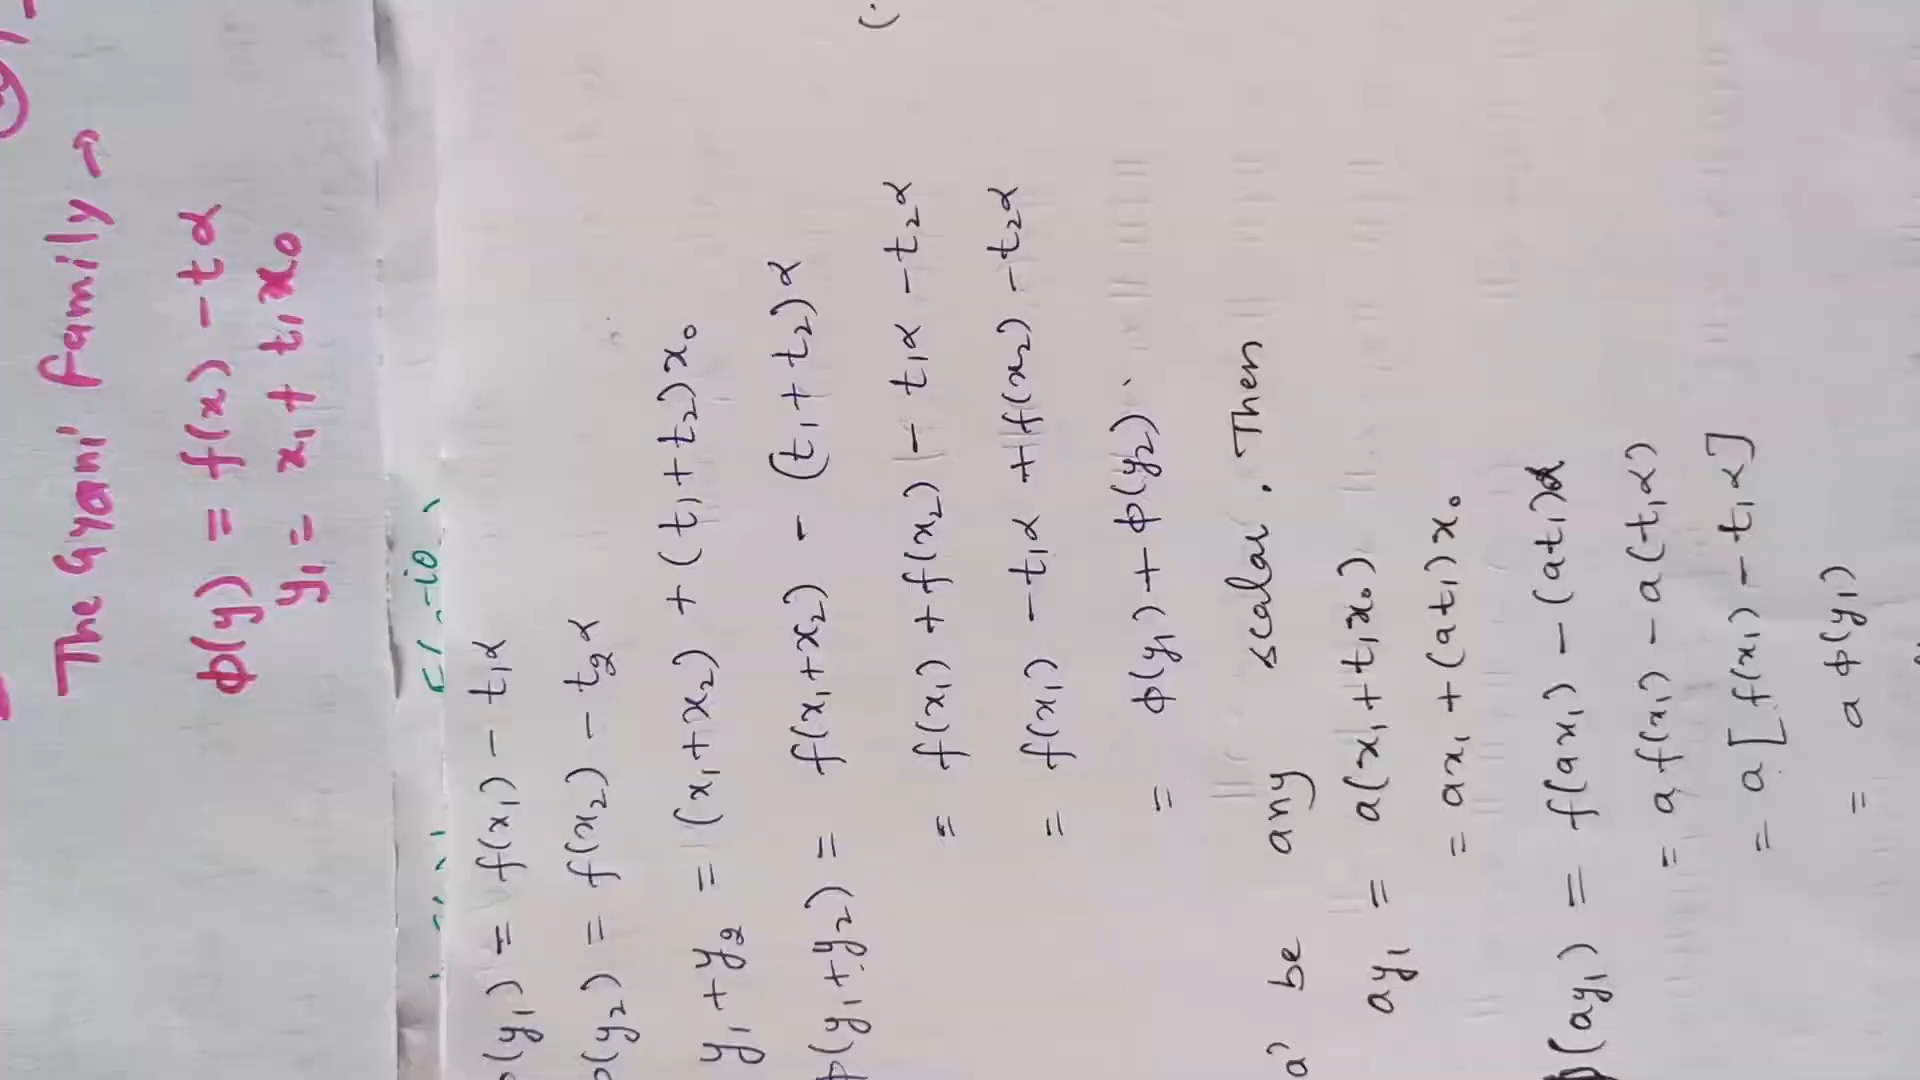 The Gyani family →
ϕ(y) = f(x) - tα
y₁ = x₁ + t₁x₀
(y₁) = f(x₁) - t₁α
(y₂) = f(x₂) - t₂α
y₁ + y₂ = (x₁+x₂) + (t₁+t₂)x₀
ϕ(y₁+y₂) = f(x₁+x₂) - (t₁+t₂)α
= f(x₁) + f(x₂) - t₁α - t₂α
= f(x₁) - t₁α + f(x₂) - t₂α
= ϕ(y₁) + ϕ(y₂).
a' be any scalar. Then
ay₁ = a(x₁+t₁x₀)
= ax₁ + (at₁)x₀
ϕ(ay₁) = f(ax₁) - (at₁)α
= a f(x₁) - a(t₁α)
= a[f(x₁) - t₁α]
= a ϕ(y₁)